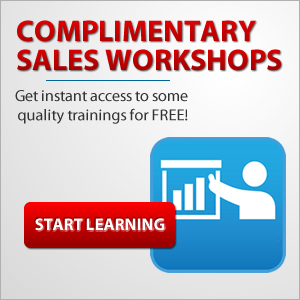 COMPLIMENTARY
SALES WORKSHOPS
Get instant access to some
quality trainings for FREE!
START LEARNING